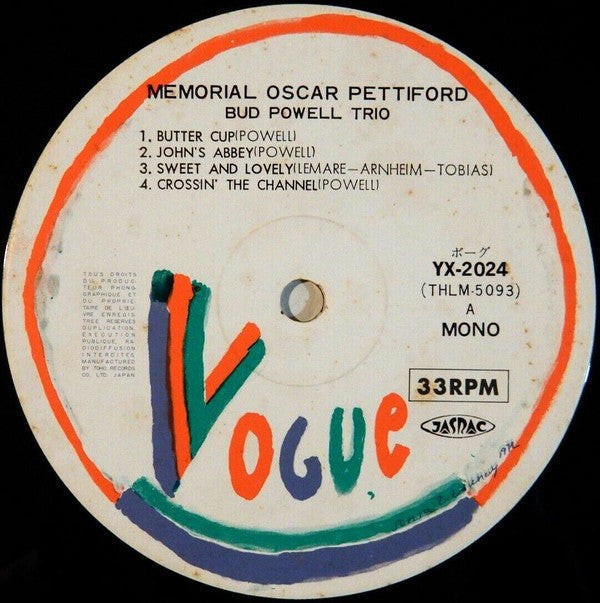 MEMORIAL OSCAR PETTIFORD
BUD POWELL TRIO
1. BUTTER CUP(POWELL)
2. JOHN'S ABBEY(POWELL)
3. SWEET AND LOVELY(LEMARE—ARNHEIM—TOBIAS)
4. CROSSIN' THE CHANNEL(POWELL)
ボーグ
YX-2024
(THLM-5093)
A
MONO
TOUS DROITS
DU PRODUC-
TEUR PHONO
GRAPHIQUE ET
DU PROPRIE-
TAIRE DE L'ŒU
VRE ENREGIS-
TREE RESERVES
DUPLICATION,
EXECUTION
PUBLIQUE, RA-
DIODIFFUSION
INTERDITES.
MANUFACTURED
BY TOHO RECORDS
CO., LTD. JAPAN
33RPM
JASRAC
VOGUE